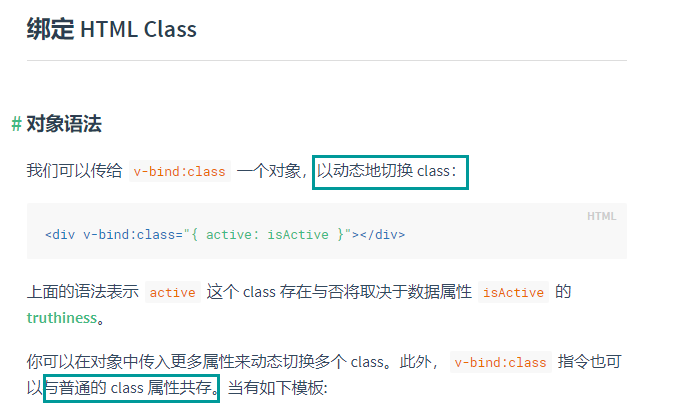 绑定 HTML Class
# 对象语法
我们可以传给 v-bind:class 一个对象，以动态地切换 class：
HTML
<div v-bind:class="{ active: isActive }"></div>
上面的语法表示 active 这个 class 存在与否将取决于数据属性 isActive 的
truthiness。
你可以在对象中传入更多属性来动态切换多个 class。此外，v-bind:class 指令也可
以与普通的 class 属性共存。当有如下模板: